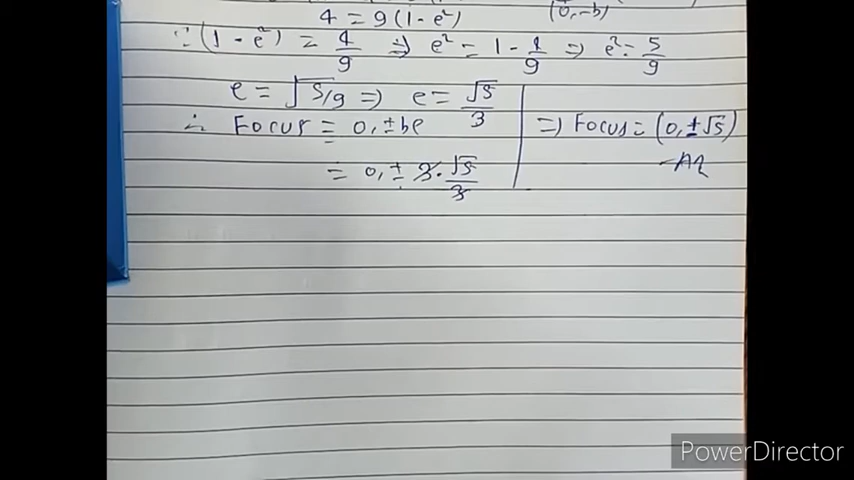 4 = 9(1 - e²)
(0, -b)
∵ (1 - e²) = 4/9 ⇒ e² = 1 - 4/9 ⇒ e² = 5/9
e = √5/9 ⇒ e = √5/3
∴ Focus = 0, ± be
= 0, ± 3 · √5/3
⇒ Focus = (0, ± √5)
PowerDirector